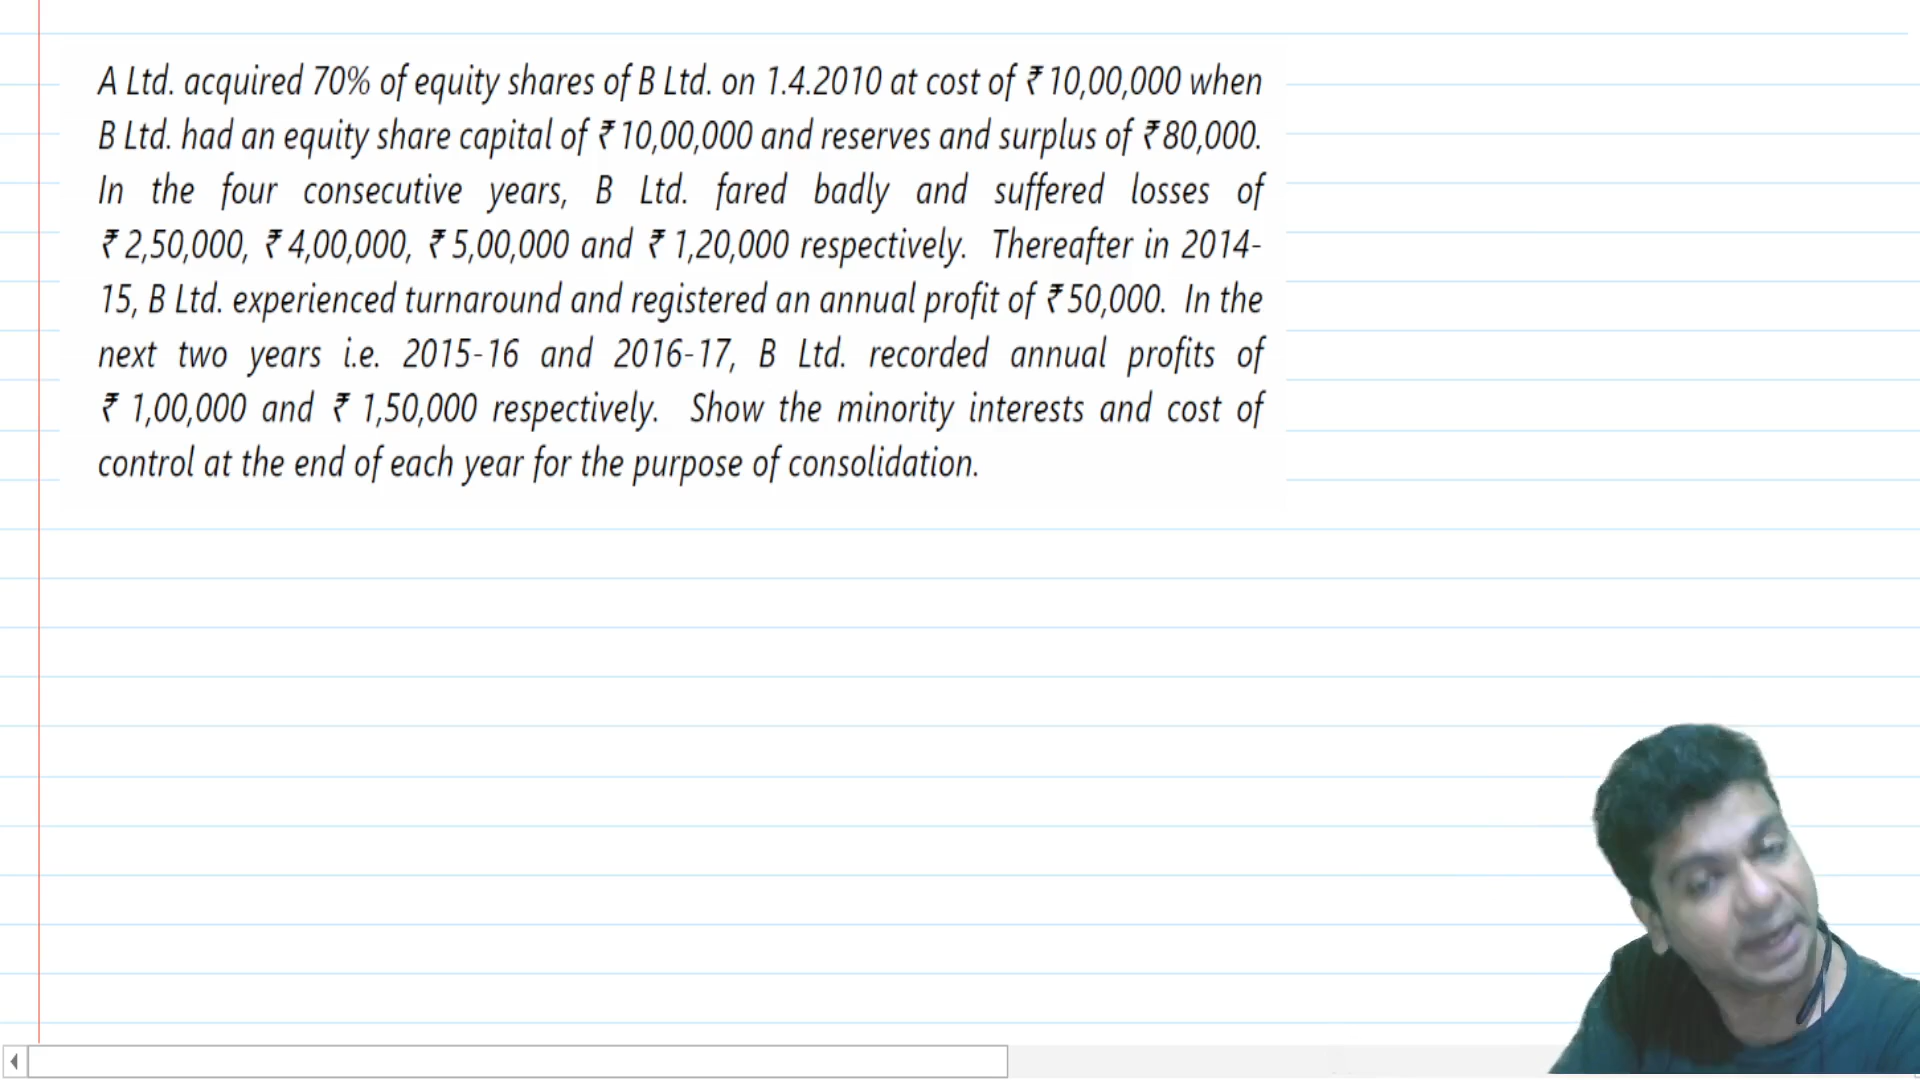 A Ltd. acquired 70% of equity shares of B Ltd. on 1.4.2010 at cost of ₹ 10,00,000 when
B Ltd. had an equity share capital of ₹ 10,00,000 and reserves and surplus of ₹ 80,000.
In the four consecutive years, B Ltd. fared badly and suffered losses of
₹ 2,50,000, ₹ 4,00,000, ₹ 5,00,000 and ₹ 1,20,000 respectively. Thereafter in 2014-
15, B Ltd. experienced turnaround and registered an annual profit of ₹ 50,000. In the
next two years i.e. 2015-16 and 2016-17, B Ltd. recorded annual profits of
₹ 1,00,000 and ₹ 1,50,000 respectively. Show the minority interests and cost of
control at the end of each year for the purpose of consolidation.